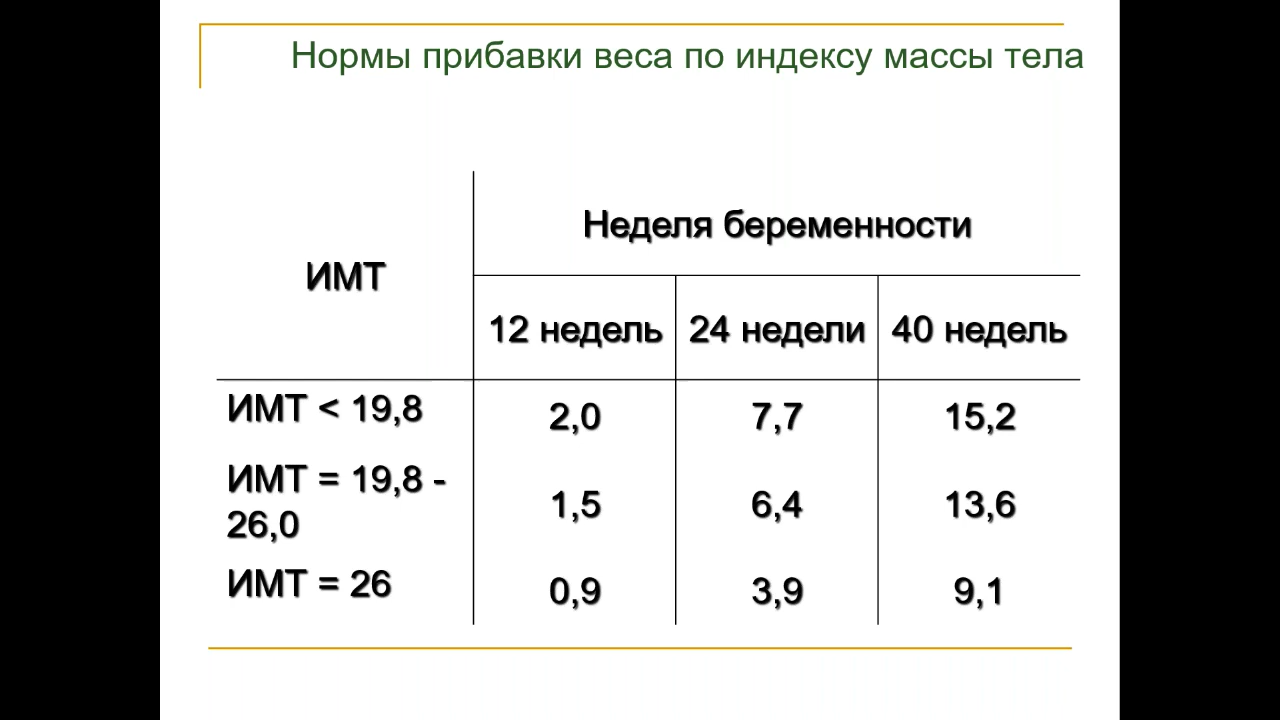 Нормы прибавки веса по индексу массы тела
Неделя беременности
ИМТ
12 недель 24 недели 40 недель
ИМТ < 19,8 2,0 7,7 15,2
ИМТ = 19,8 -
26,0 1,5 6,4 13,6
ИМТ = 26 0,9 3,9 9,1